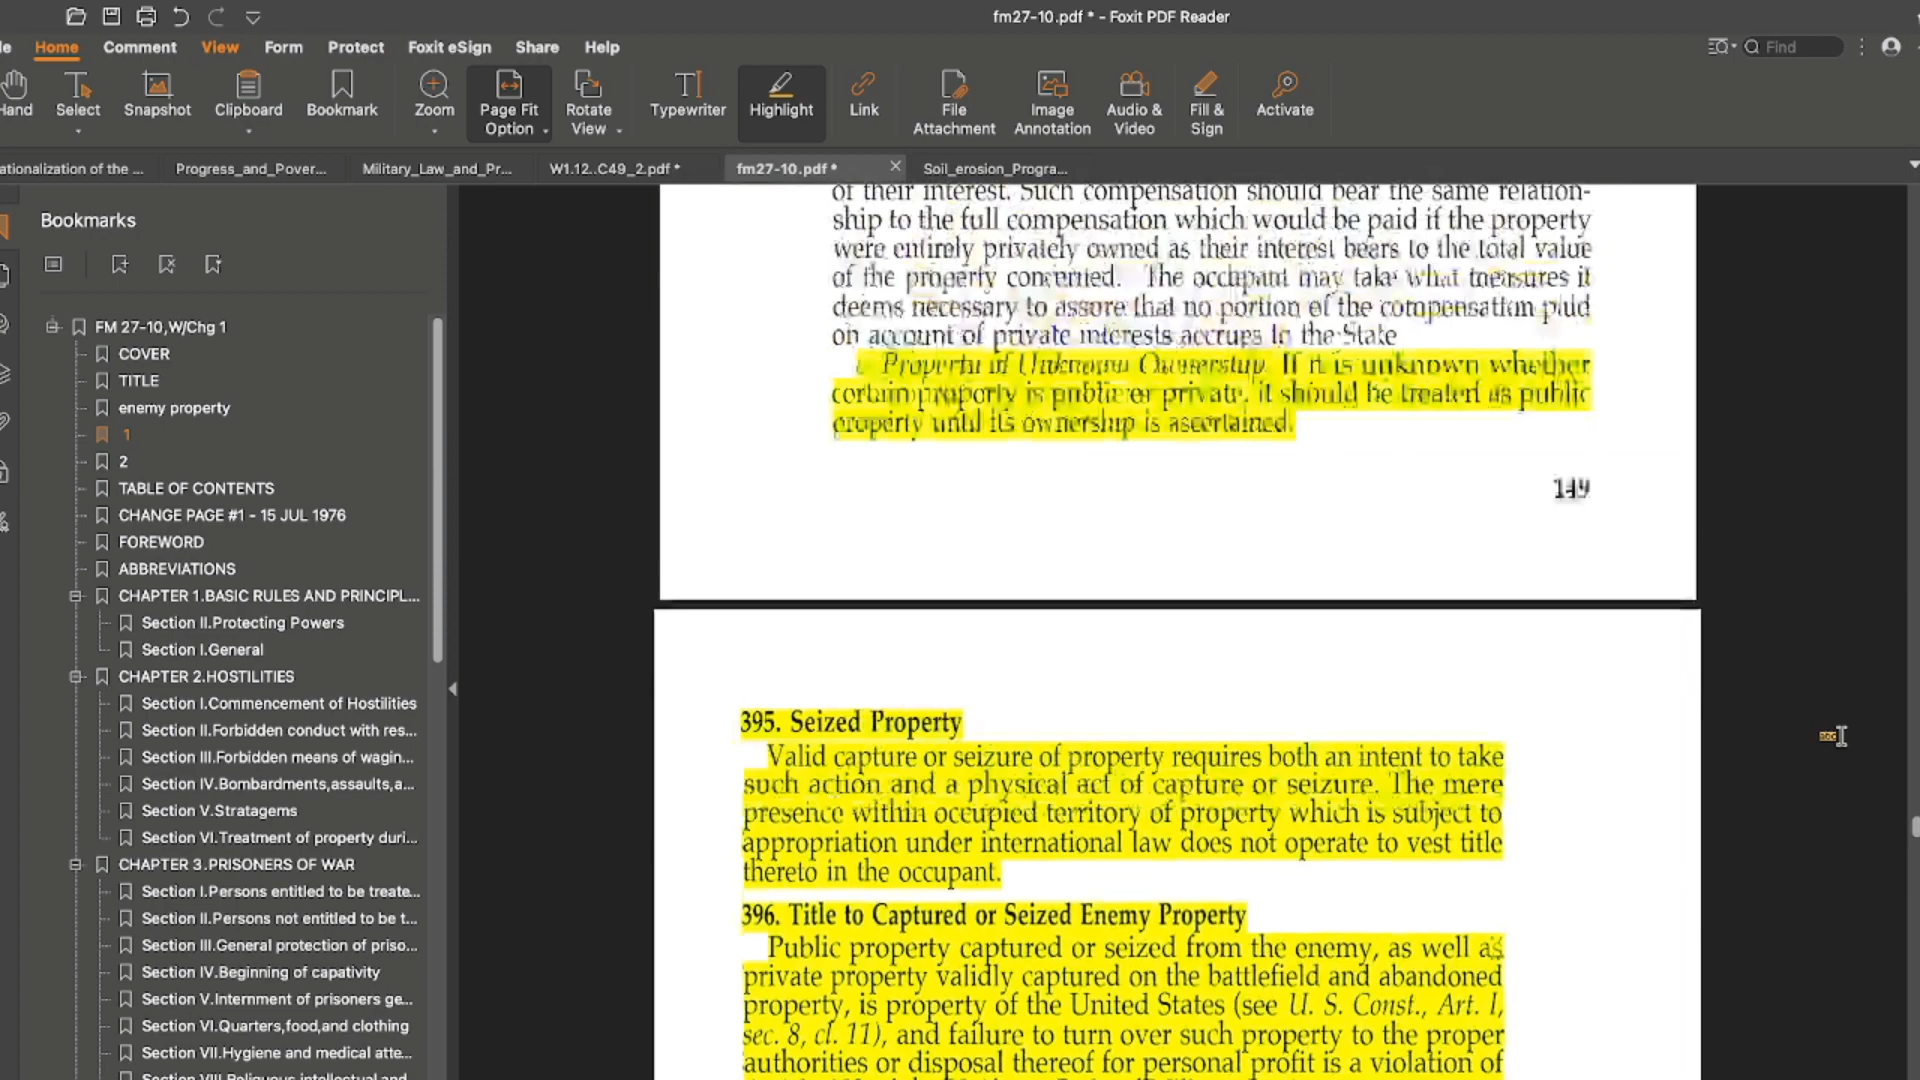 fm27-10.pdf * - Foxit PDF Reader
Home Comment View Form Protect Foxit eSign Share Help
Find
Hand Select Snapshot Clipboard Bookmark Zoom Page Fit Option Rotate View Typewriter Highlight Link File Attachment Image Annotation Audio & Video Fill & Sign Activate
ationalization of the ... Progress_and_Pover... Military_Law_and_Pr... W1.12..C49_2.pdf * fm27-10.pdf * Soil_erosion_Progra...
Bookmarks
FM 27-10,W/Chg 1
COVER
TITLE
enemy property
1
2
TABLE OF CONTENTS
CHANGE PAGE #1 - 15 JUL 1976
FOREWORD
ABBREVIATIONS
CHAPTER 1.BASIC RULES AND PRINCIPL...
Section II.Protecting Powers
Section I.General
CHAPTER 2.HOSTILITIES
Section I.Commencement of Hostilities
Section II.Forbidden conduct with res...
Section III.Forbidden means of wagin...
Section IV.Bombardments,assaults,a...
Section V.Stratagems
Section VI.Treatment of property duri...
CHAPTER 3.PRISONERS OF WAR
Section I.Persons entitled to be treate...
Section II.Persons not entitled to be t...
Section III.General protection of priso...
Section IV.Beginning of capativity
Section V.Internment of prisoners ge...
Section VI.Quarters,food,and clothing
Section VII.Hygiene and medical atte...
of their interest. Such compensation should bear the same relation-
ship to the full compensation which would be paid if the property
were entirely privately owned as their interest bears to the total value
of the property concerned. The occupant may take what measures it
deems necessary to assure that no portion of the compensation paid
on account of private interests accrues to the State
Property of Unknown Ownership. If it is unknown whether
certain property is public or private, it should be treated as public
property until its ownership is ascertained.
149
395. Seized Property
Valid capture or seizure of property requires both an intent to take
such action and a physical act of capture or seizure. The mere
presence within occupied territory of property which is subject to
appropriation under international law does not operate to vest title
thereto in the occupant.
396. Title to Captured or Seized Enemy Property
Public property captured or seized from the enemy, as well as
private property validly captured on the battlefield and abandoned
property, is property of the United States (see U. S. Const., Art. I,
sec. 8, cl. 11), and failure to turn over such property to the proper
authorities or disposal thereof for personal profit is a violation of